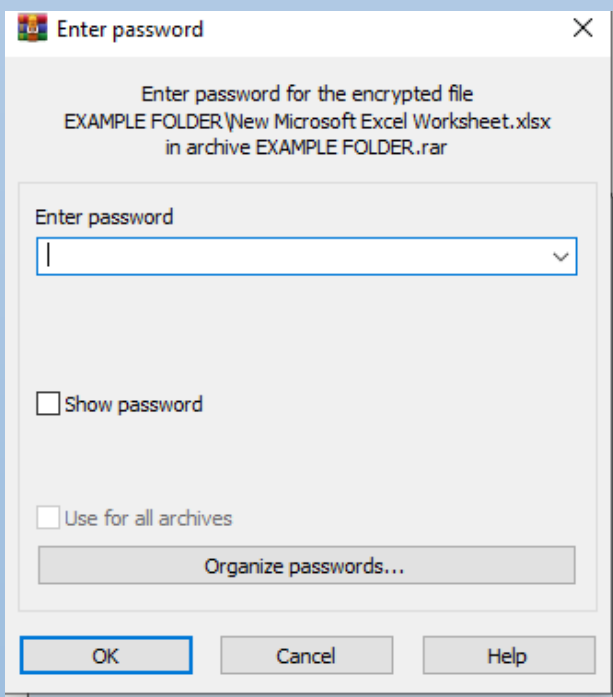 Enter password
Enter password for the encrypted file
EXAMPLE FOLDER\New Microsoft Excel Worksheet.xlsx
in archive EXAMPLE FOLDER.rar
Enter password
Show password
Use for all archives
Organize passwords...
OK Cancel Help